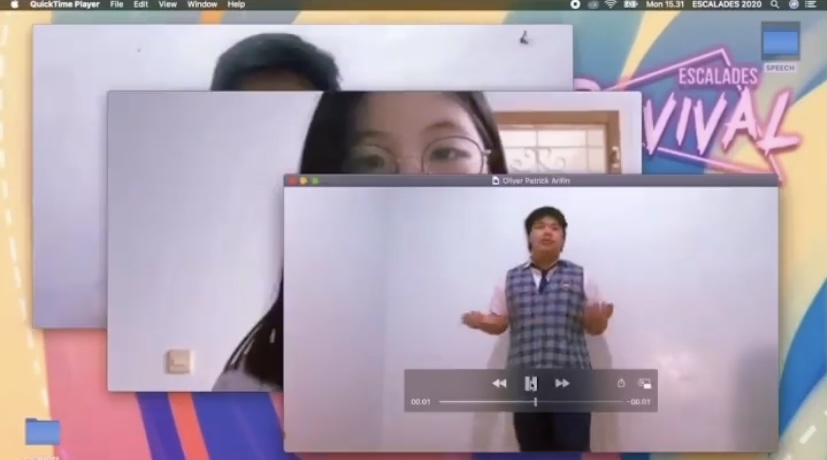 QuickTime Player File Edit View Window Help
Mon 15.31 ESCALADES 2020
SPEECH
ESCALADES
VIVAL
Oliver Patrick Arifin
00.01
-00.01